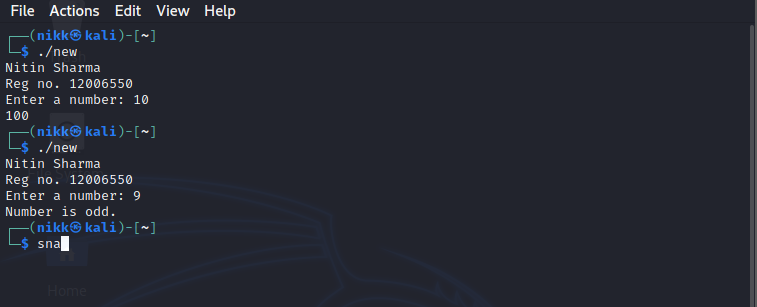 File Actions Edit View Help
┌──(nikk㉿kali)-[~]
└─$ ./new
Nitin Sharma
Reg no. 12006550
Enter a number: 10
100
┌──(nikk㉿kali)-[~]
└─$ ./new
Nitin Sharma
Reg no. 12006550
Enter a number: 9
Number is odd.
┌──(nikk㉿kali)-[~]
└─$ sna
Home